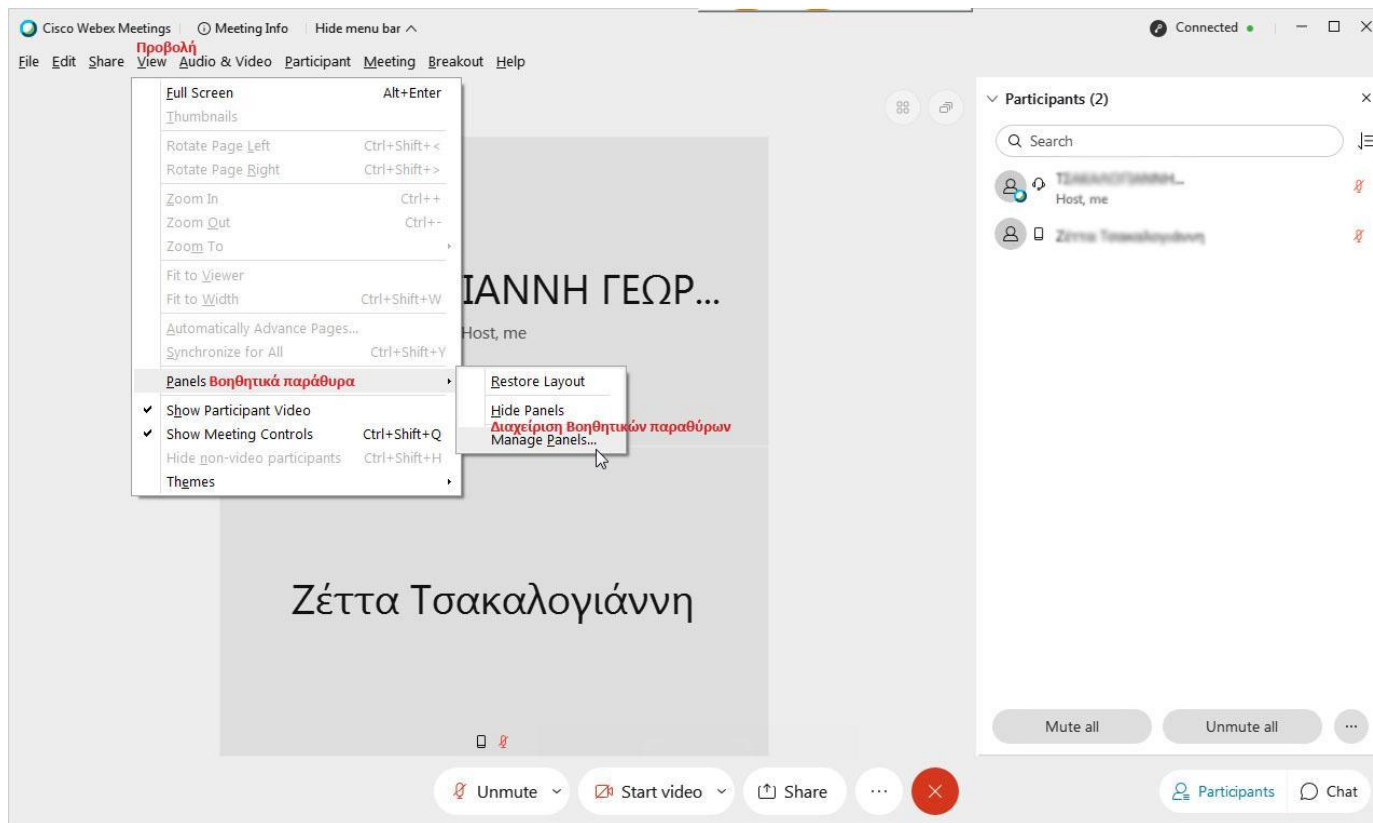 Cisco Webex Meetings Meeting Info Hide menu bar Connected
Προβολή
File Edit Share View Audio & Video Participant Meeting Breakout Help
Full Screen Alt+Enter
Thumbnails
Rotate Page Left Ctrl+Shift+<
Rotate Page Right Ctrl+Shift+>
Zoom In Ctrl++
Zoom Out Ctrl+-
Zoom To
Fit to Viewer
Fit to Width Ctrl+Shift+W
Automatically Advance Pages...
Synchronize for All Ctrl+Shift+Y
Panels Βοηθητικά παράθυρα
Show Participant Video
Show Meeting Controls Ctrl+Shift+Q
Hide non-video participants Ctrl+Shift+H
Themes
Restore Layout
Hide Panels
Διαχείριση Βοηθητικών παραθύρων
Manage Panels...
ΙΑΝΝΗ ΓΕΩΡ...
Host, me
Ζέττα Τσακαλογιάννη
Participants (2)
Search
Host, me
Mute all Unmute all
Unmute Start video Share Participants Chat